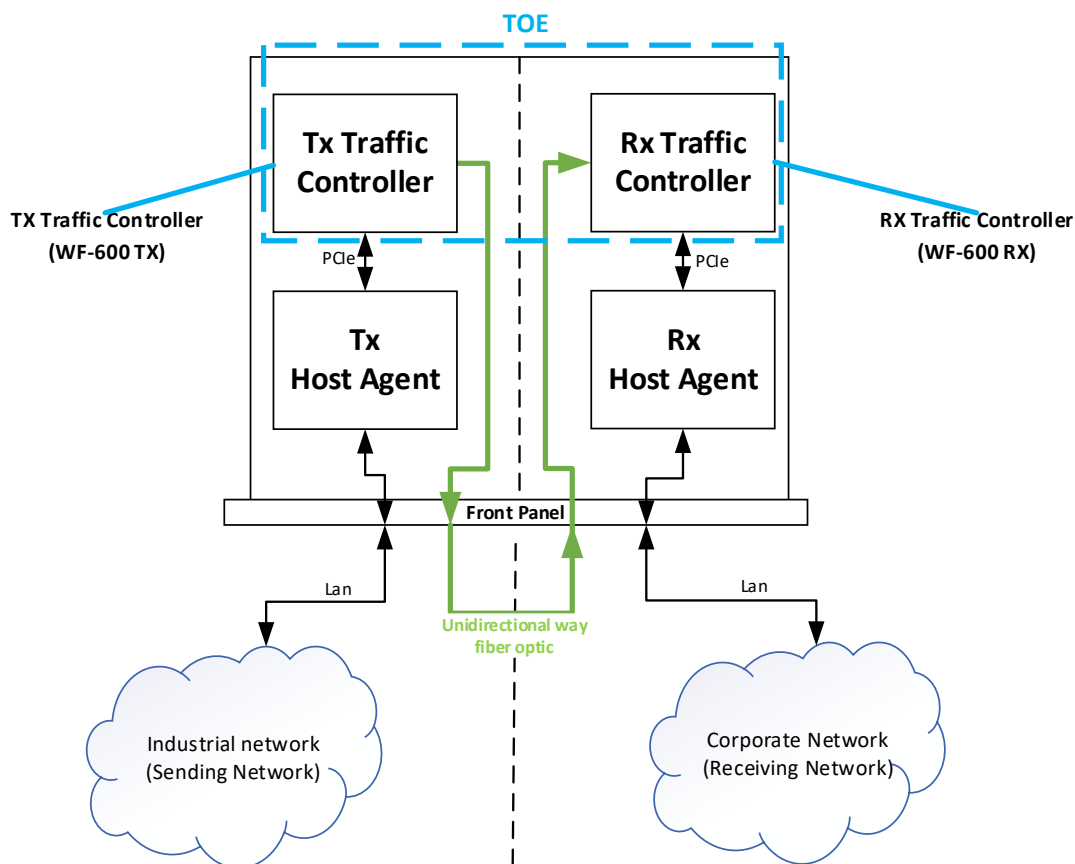 TOE
Tx Traffic
Controller
Rx Traffic
Controller
TX Traffic Controller
(WF-600 TX)
RX Traffic Controller
(WF-600 RX)
PCIe
PCIe
Tx
Host Agent
Rx
Host Agent
Front Panel
Lan
Lan
Unidirectional way
fiber optic
Industrial network
(Sending Network)
Corporate Network
(Receiving Network)